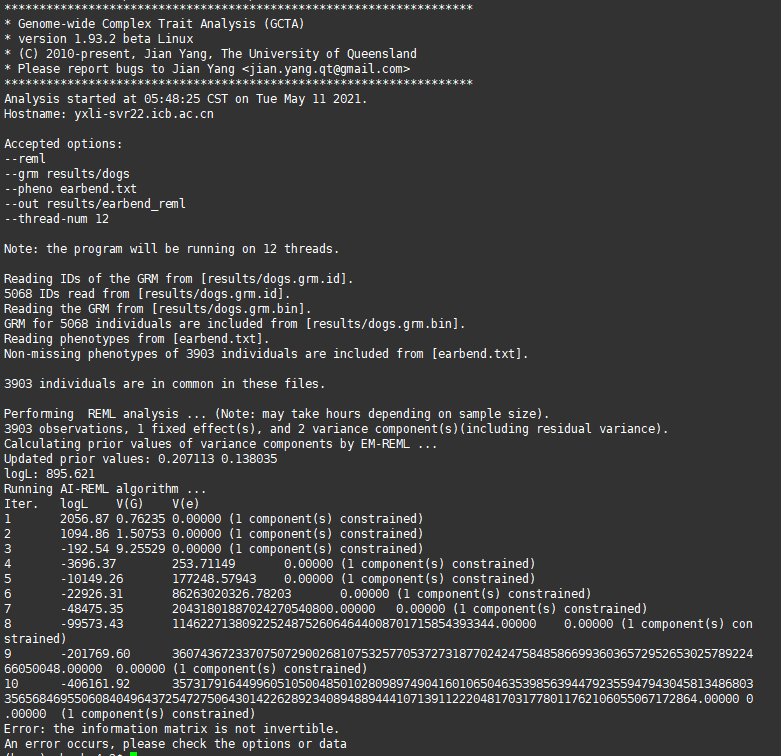 *******************************************************************
* Genome-wide Complex Trait Analysis (GCTA)
* version 1.93.2 beta Linux
* (C) 2010-present, Jian Yang, The University of Queensland
* Please report bugs to Jian Yang <jian.yang.qt@gmail.com>
*******************************************************************
Analysis started at 05:48:25 CST on Tue May 11 2021.
Hostname: yxli-svr22.icb.ac.cn

Accepted options:
--reml
--grm results/dogs
--pheno earbend.txt
--out results/earbend_reml
--thread-num 12

Note: the program will be running on 12 threads.

Reading IDs of the GRM from [results/dogs.grm.id].
5068 IDs read from [results/dogs.grm.id].
Reading the GRM from [results/dogs.grm.bin].
GRM for 5068 individuals are included from [results/dogs.grm.bin].
Reading phenotypes from [earbend.txt].
Non-missing phenotypes of 3903 individuals are included from [earbend.txt].

3903 individuals are in common in these files.

Performing  REML analysis ... (Note: may take hours depending on sample size).
3903 observations, 1 fixed effect(s), and 2 variance component(s)(including residual variance).
Calculating prior values of variance components by EM-REML ...
Updated prior values: 0.207113 0.138035
logL: 895.621
Running AI-REML algorithm ...
Iter.   logL    V(G)    V(e)
1       2056.87 0.76235 0.00000 (1 component(s) constrained)
2       1094.86 1.50753 0.00000 (1 component(s) constrained)
3       -192.54 9.25529 0.00000 (1 component(s) constrained)
4       -3696.37        253.71149       0.00000 (1 component(s) constrained)
5       -10149.26       177248.57943    0.00000 (1 component(s) constrained)
6       -22926.31       86263020326.78203       0.00000 (1 component(s) constrained)
7       -48475.35       20431801887024270540800.00000   0.00000 (1 component(s) constrained)
8       -99573.43       1146227138092252487526064644008701715854393344.00000    0.00000 (1 component(s) con
strained)
9       -201769.60      3607436723370750729002681075325770537273187702424775848586699360365729526530257892​24
66050048.00000  0.00000 (1 component(s) constrained)
10      -406161.92
Error: the information matrix is not invertible.
An error occurs, please check the options or data